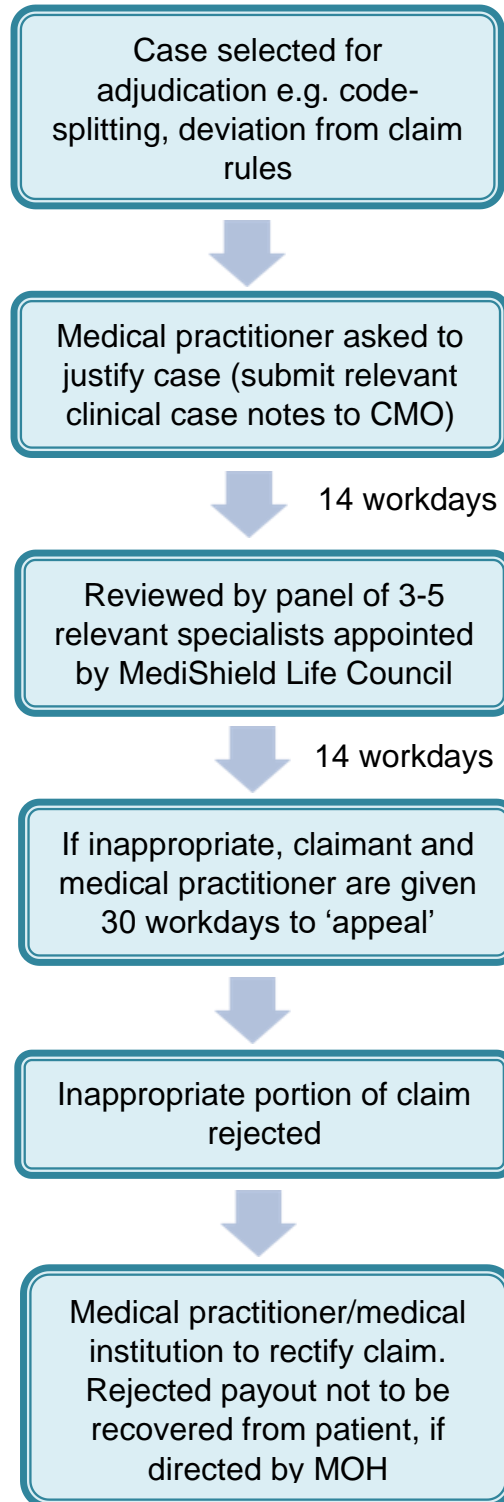 Case selected for
adjudication e.g. code-
splitting, deviation from claim
rules
Medical practitioner asked to
justify case (submit relevant
clinical case notes to CMO)
14 workdays
Reviewed by panel of 3-5
relevant specialists appointed
by MediShield Life Council
14 workdays
If inappropriate, claimant and
medical practitioner are given
30 workdays to ‘appeal’
Inappropriate portion of claim
rejected
Medical practitioner/medical
institution to rectify claim.
Rejected payout not to be
recovered from patient, if
directed by MOH